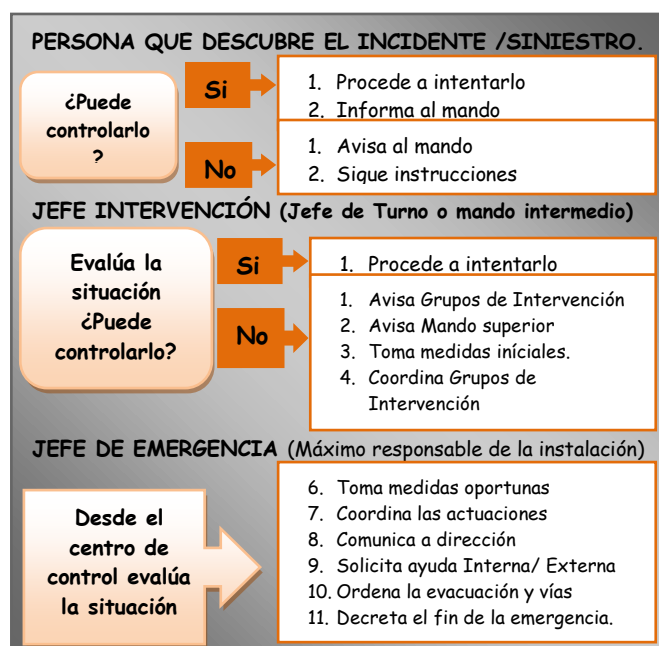 PERSONA QUE DESCUBRE EL INCIDENTE /SINIESTRO.
¿Puede
controlarlo
?
Si
1. Procede a intentarlo
2. Informa al mando
No
1. Avisa al mando
2. Sigue instrucciones
JEFE INTERVENCIÓN (Jefe de Turno o mando intermedio)
Evalúa la
situación
¿Puede
controlarlo?
Si
1. Procede a intentarlo
No
1. Avisa Grupos de Intervención
2. Avisa Mando superior
3. Toma medidas iníciales.
4. Coordina Grupos de
Intervención
JEFE DE EMERGENCIA (Máximo responsable de la instalación)
Desde el
centro de
control evalúa
la situación
6. Toma medidas oportunas
7. Coordina las actuaciones
8. Comunica a dirección
9. Solicita ayuda Interna/ Externa
10. Ordena la evacuación y vías
11. Decreta el fin de la emergencia.